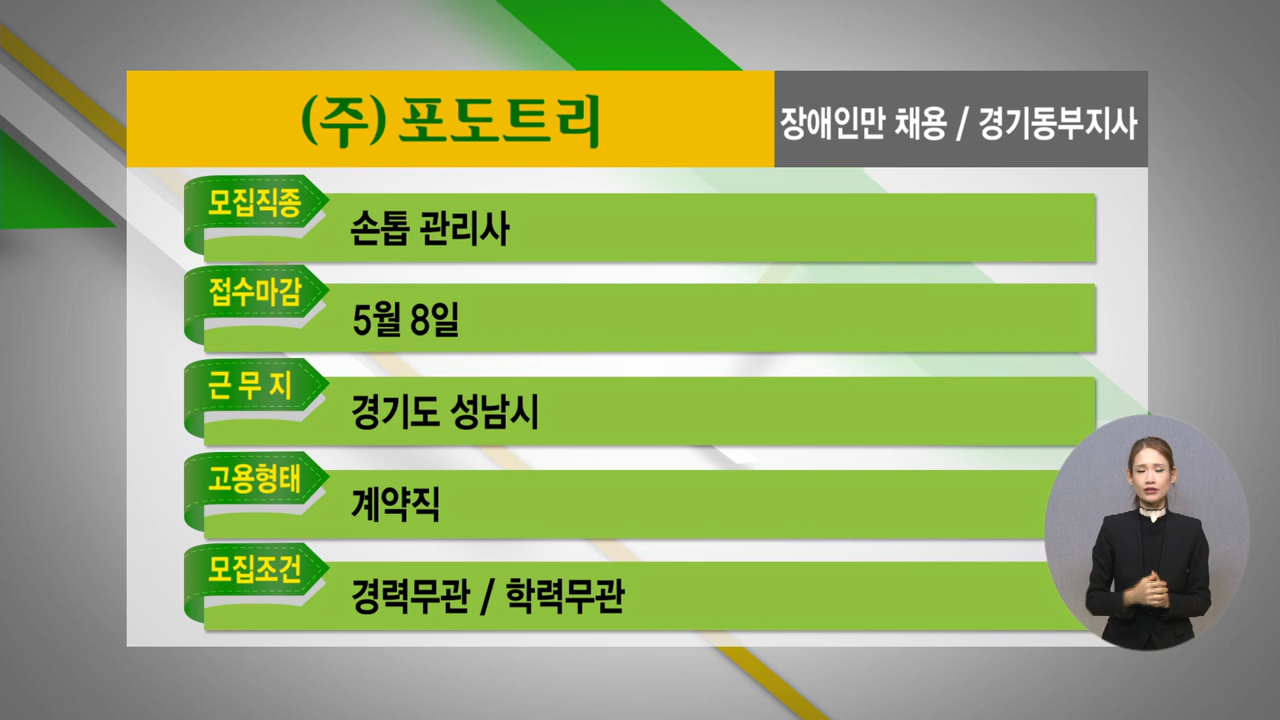 (주) 포도트리
장애인만 채용 / 경기동부지사
모집직종
손톱 관리사
접수마감
5월 8일
근 무 지
경기도 성남시
고용형태
계약직
모집조건
경력무관 / 학력무관